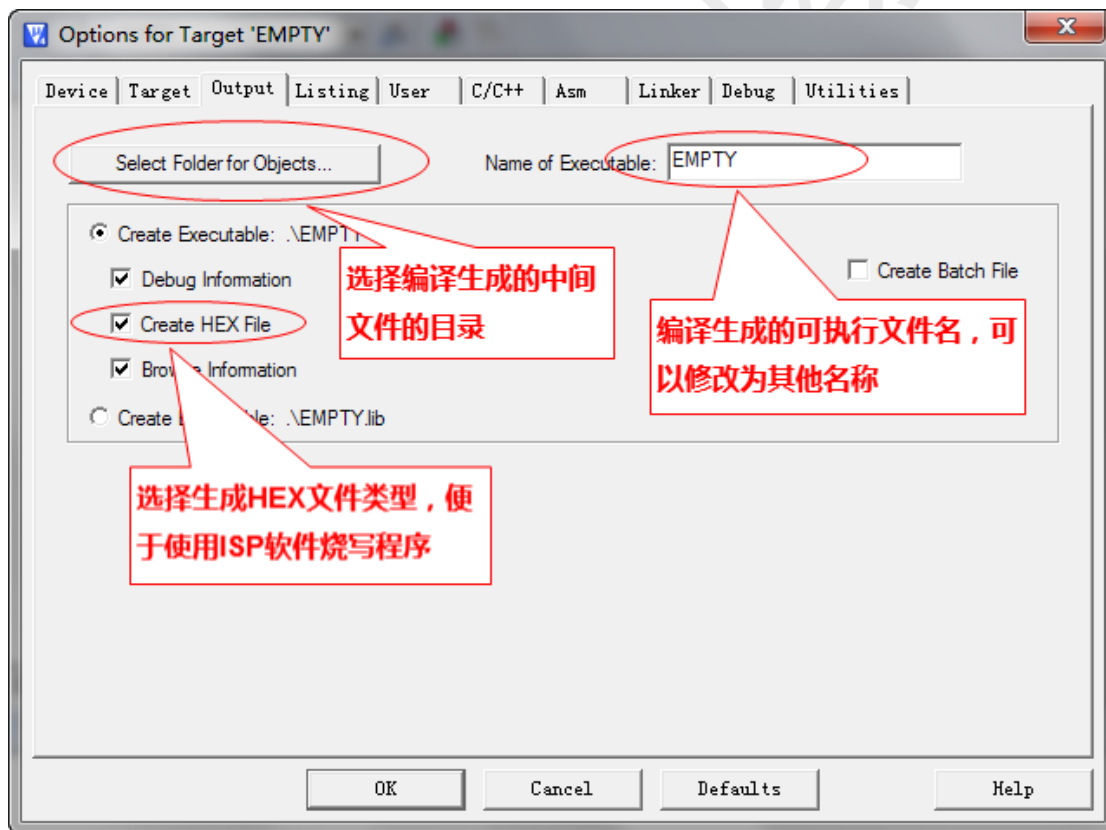 Options for Target 'EMPTY'
Device Target Output Listing User C/C++ Asm Linker Debug Utilities
Select Folder for Objects... Name of Executable: EMPTY
Create Executable: .\EMPTY
Debug Information
Create HEX File
Browse Information
Create .\EMPTY.lib
Create Batch File
选择编译生成的中间
文件的目录
编译生成的可执行文件名，可
以修改为其他名称
选择生成HEX文件类型，便
于使用ISP软件烧写程序
OK Cancel Defaults Help